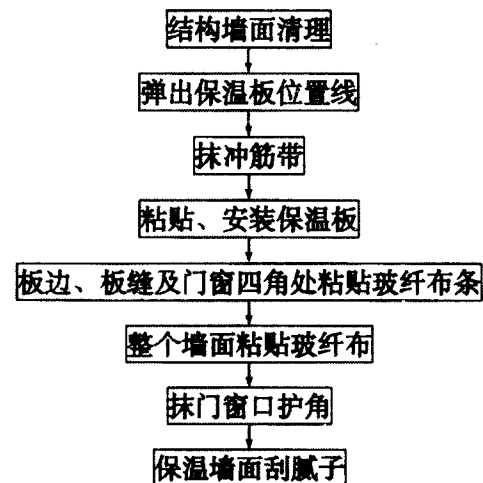 结构墙面清理
弹出保温板位置线
抹冲筋带
粘贴、安装保温板
板边、板缝及门窗四角处粘贴玻纤布条
整个墙面粘贴玻纤布
抹门窗口护角
保温墙面刮腻子